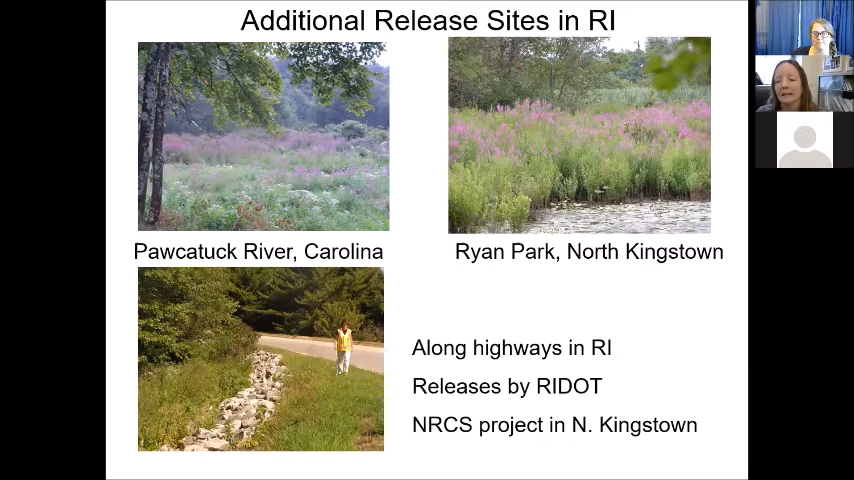 Additional Release Sites in RI
Pawcatuck River, Carolina
Ryan Park, North Kingstown
Along highways in RI
Releases by RIDOT
NRCS project in N. Kingstown